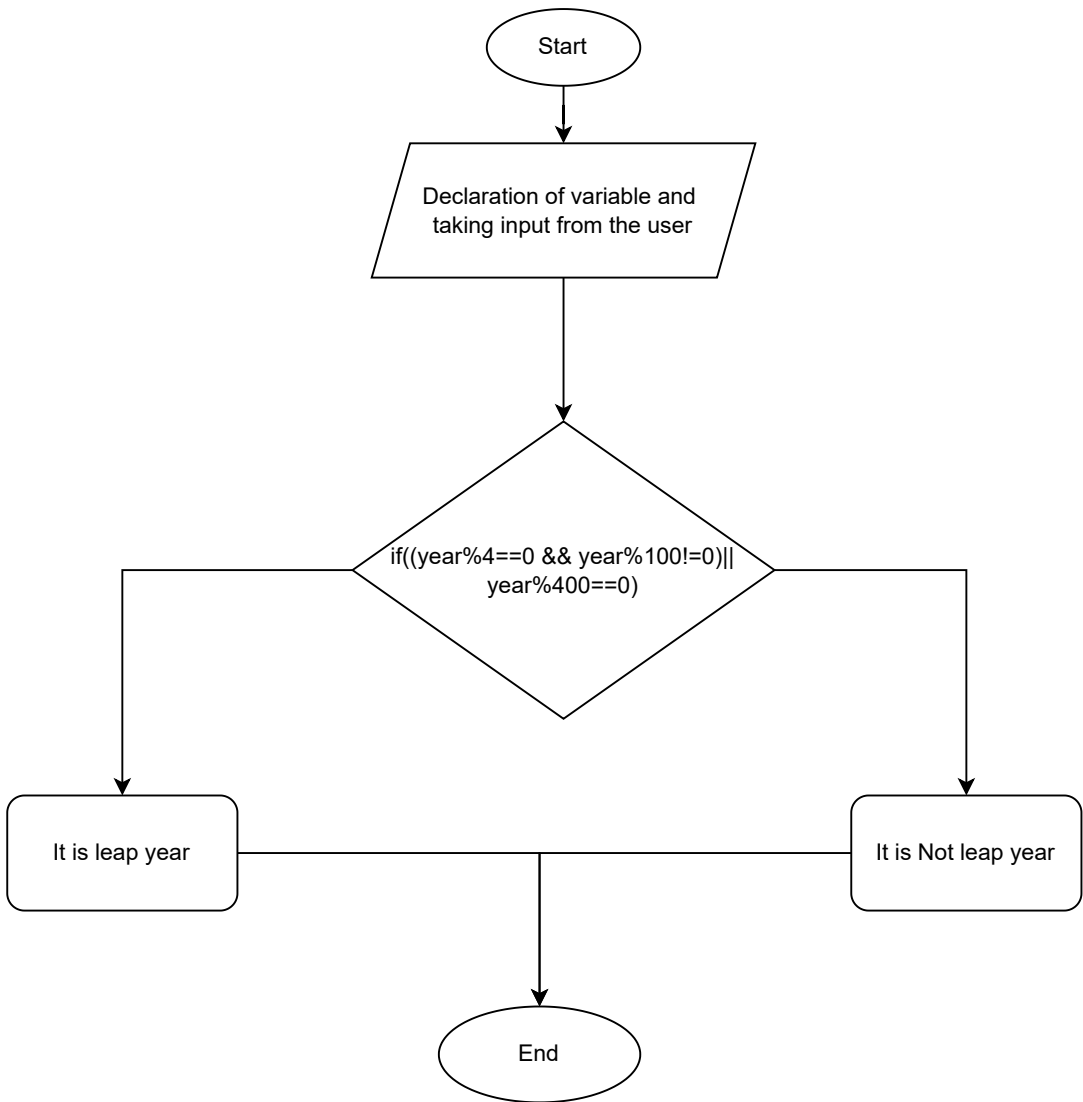 Start
Declaration of variable and
taking input from the user
if((year%4==0 && year%100!=0)||
year%400==0)
It is leap year
It is Not leap year
End